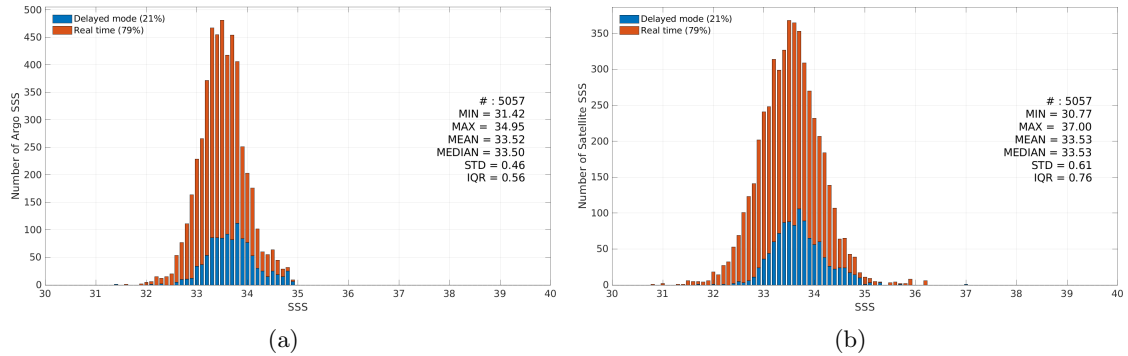 Delayed mode (21%)
Real time (79%)
Number of Argo SSS
500
450
400
350
300
250
200
150
100
50
0
# : 5057
MIN = 31.42
MAX = 34.95
MEAN = 33.52
MEDIAN = 33.50
STD = 0.46
IQR = 0.56
30 31 32 33 34 35 36 37 38 39 40
SSS
(a)
Delayed mode (21%)
Real time (79%)
Number of Satellite SSS
350
300
250
200
150
100
50
0
# : 5057
MIN = 30.77
MAX = 37.00
MEAN = 33.53
MEDIAN = 33.53
STD = 0.61
IQR = 0.76
30 31 32 33 34 35 36 37 38 39 40
SSS
(b)